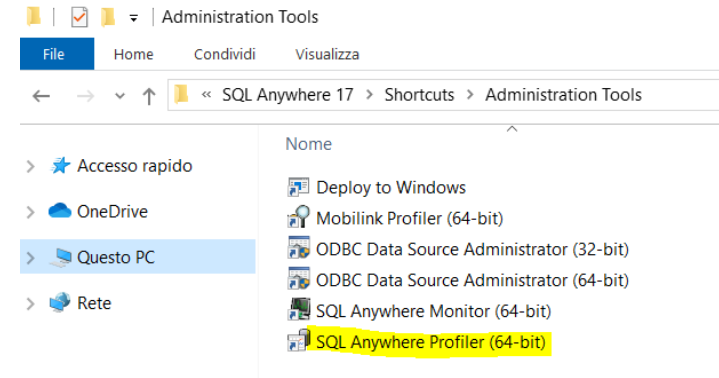 Administration Tools
File Home Condividi Visualizza
« SQL Anywhere 17 > Shortcuts > Administration Tools
Nome
Accesso rapido
OneDrive
Questo PC
Rete
Deploy to Windows
Mobilink Profiler (64-bit)
ODBC Data Source Administrator (32-bit)
ODBC Data Source Administrator (64-bit)
SQL Anywhere Monitor (64-bit)
SQL Anywhere Profiler (64-bit)